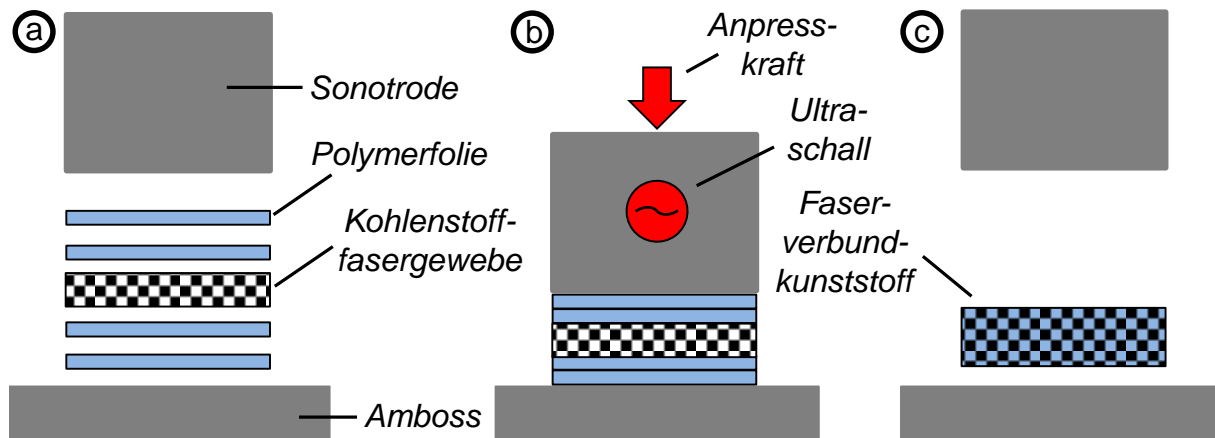 a
Sonotrode
Polymerfolie
Kohlenstoff-
fasergewebe
Amboss
b
Anpress-
kraft
Ultra-
schall
c
Faser-
verbund-
kunststoff